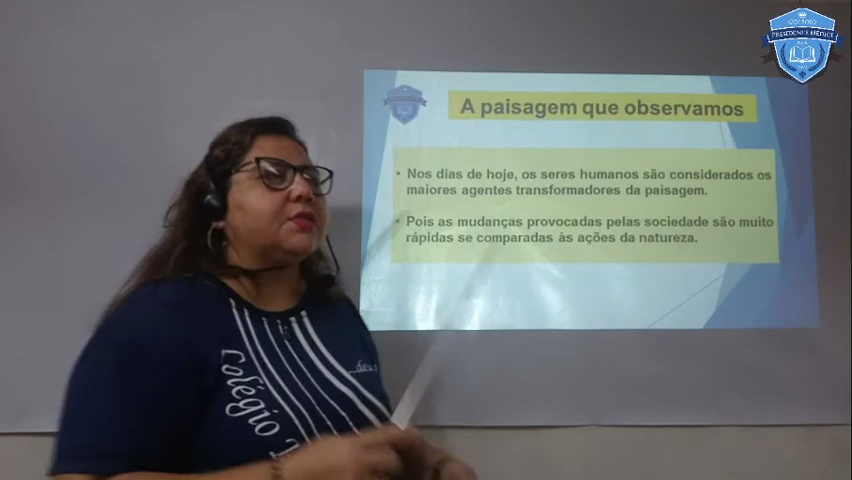 COLÉGIO
PRESIDENTE MÉDICI
A paisagem que observamos
• Nos dias de hoje, os seres humanos são considerados os
maiores agentes transformadores da paisagem.
• Pois as mudanças provocadas pelas sociedade são muito
rápidas se comparadas às ações da natureza.
Colégio